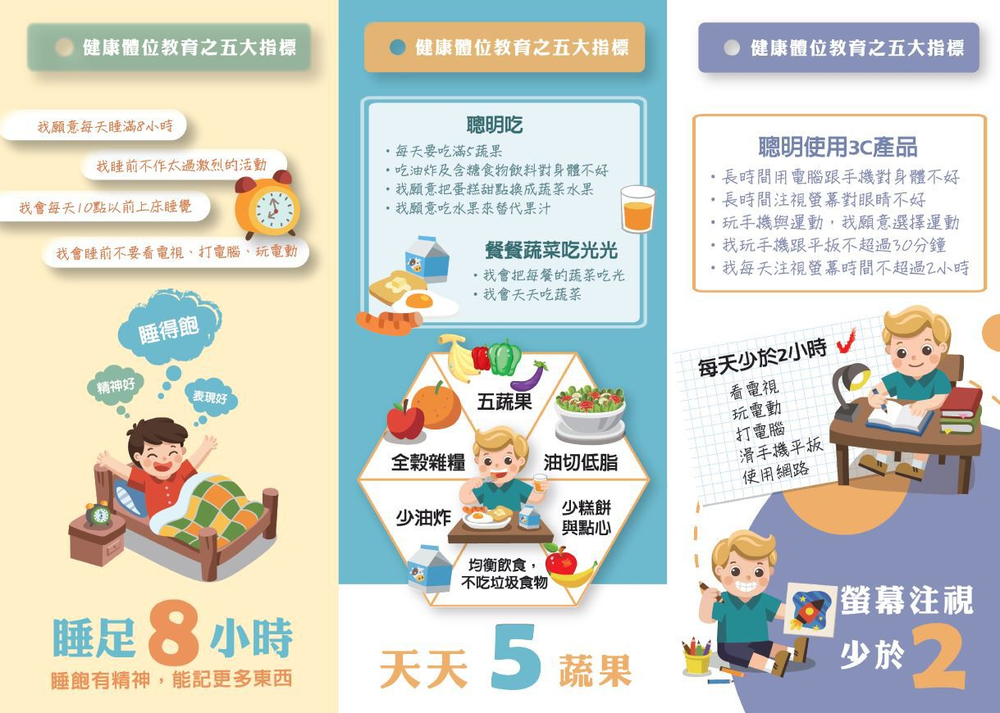 健康體位教育之五大指標
我願意每天睡滿8小時
我睡前不作太過激烈的活動
我會每天10點以前上床睡覺
我會睡前不要看電視、打電腦、玩電動
睡得飽
精神好
表現好
睡足8小時
睡飽有精神，能記更多東西
健康體位教育之五大指標
聰明吃
・每天要吃滿5蔬果
・吃油炸及含糖食物飲料對身體不好
・我願意把蛋糕甜點換成蔬菜水果
・我願意吃水果來替代果汁
餐餐蔬菜吃光光
・我會把每餐的蔬菜吃光
・我會天天吃蔬菜
五蔬果
全穀雜糧
油切低脂
少油炸
少糕餅
與點心
均衡飲食，
不吃垃圾食物
天天5蔬果
健康體位教育之五大指標
聰明使用3C產品
・長時間用電腦跟手機對身體不好
・長時間注視螢幕對眼睛不好
・玩手機與運動，我願意選擇運動
・我玩手機跟平板不超過30分鐘
・我每天注視螢幕時間不超過2小時
每天少於2小時
看電視
玩電動
打電腦
滑手機平板
使用網路
螢幕注視
少於2